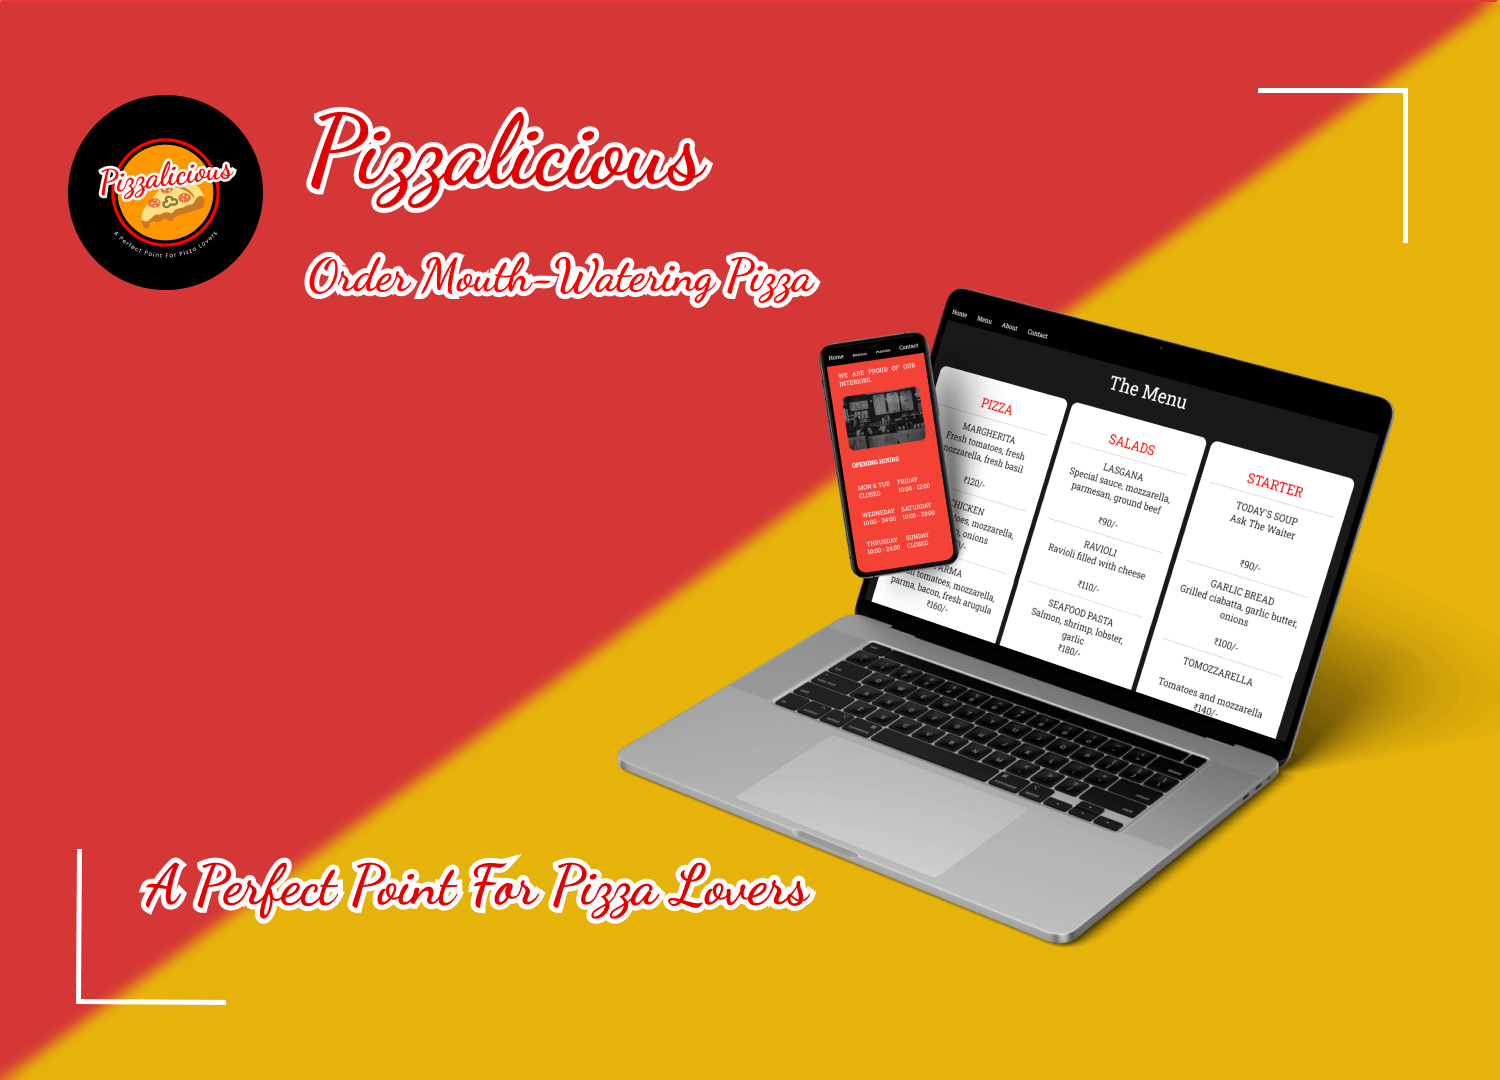 Pizzalicious
A Perfect Point For Pizza Lovers
Pizzalicious
Order Mouth-Watering Pizza
Home
Contact
WE ARE PROUD OF OUR
INTERIORS.
OPENING HOURS
MON & TUE
CLOSED
FRIDAY
10:00 - 12:00
WEDNESDAY
10:00 - 24:00
SATURDAY
10:00 - 23:00
THRUSDAY
10:00 - 24:00
SUNDAY
CLOSED
Home Menu About Contact
The Menu
PIZZA
MARGHERITA
Fresh tomatoes, fresh
mozzarella, fresh basil
₹120/-
mozzarella,
onions
tomatoes, mozzarella,
parma, bacon, fresh arugula
₹160/-
SALADS
LASGANA
Special sauce, mozzarella,
parmesan, ground beef
₹90/-
RAVIOLI
Ravioli filled with cheese
₹110/-
SEAFOOD PASTA
Salmon, shrimp, lobster,
garlic
₹180/-
STARTER
TODAY'S SOUP
Ask The Waiter
₹90/-
GARLIC BREAD
Grilled ciabatta, garlic butter,
onions
₹100/-
TOMOZZARELLA
Tomatoes and mozzarella
₹140/-
A Perfect Point For Pizza Lovers